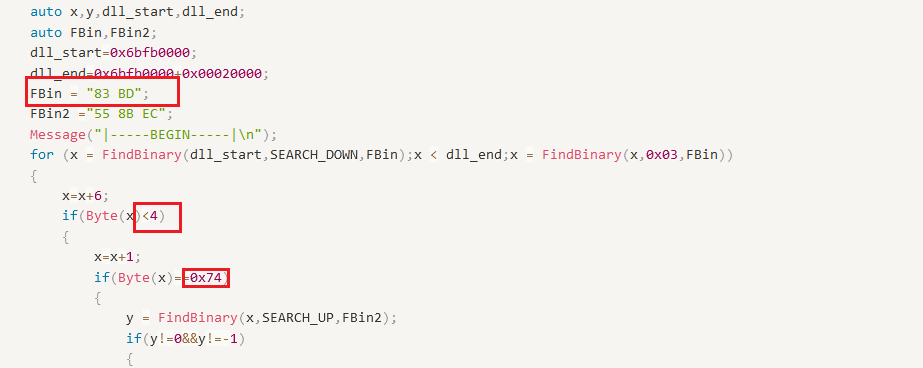 auto x,y,dll_start,dll_end;
auto FBin,FBin2;
dll_start=0x6bfb0000;
dll_end=0x6bfb0000+0x00020000;
FBin = "83 BD";
FBin2 ="55 8B EC";
Message("|-----BEGIN-----|\n");
for (x = FindBinary(dll_start,SEARCH_DOWN,FBin);x < dll_end;x = FindBinary(x,0x03,FBin))
{
x=x+6;
if(Byte(x)<4)
{
x=x+1;
if(Byte(x)==0x74)
{
y = FindBinary(x,SEARCH_UP,FBin2);
if(y!=0&&y!=-1)
{